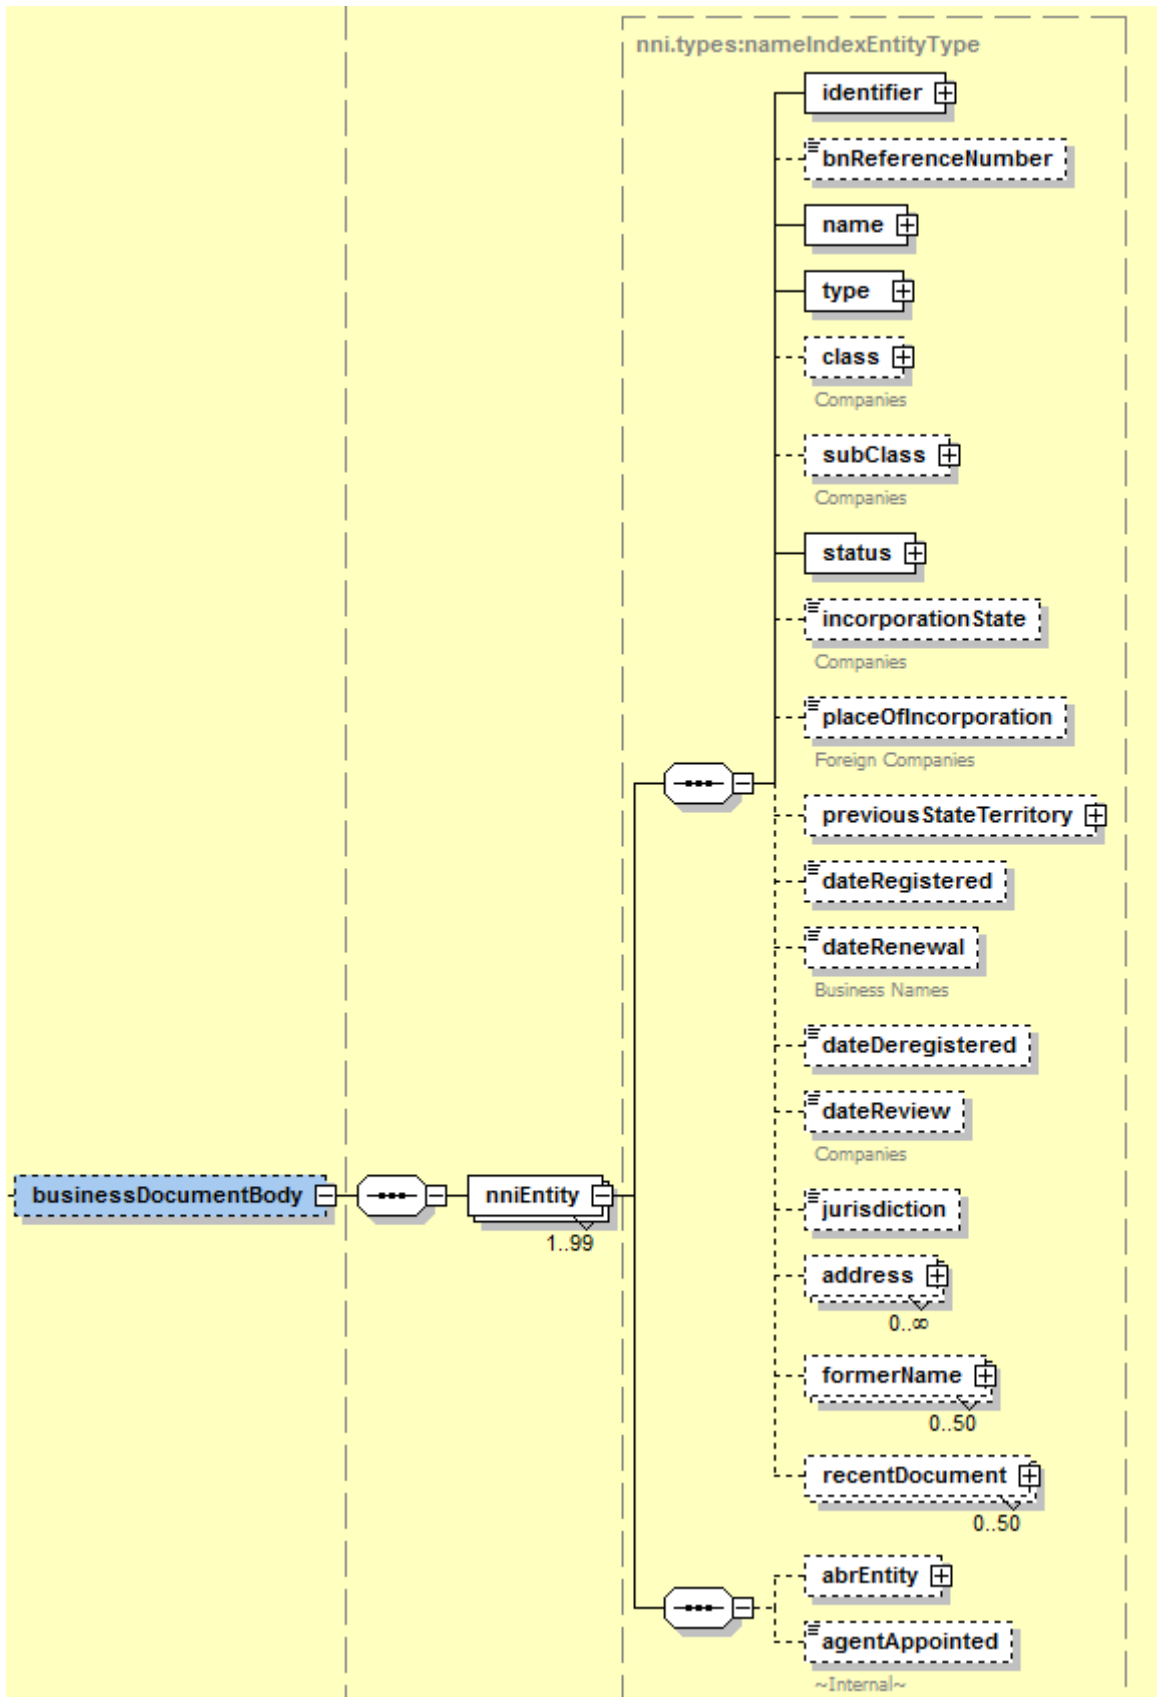 nni.types:nameIndexEntityType
identifier
bnReferenceNumber
name
type
class
Companies
subClass
Companies
status
incorporationState
Companies
placeOfIncorporation
Foreign Companies
previousStateTerritory
dateRegistered
dateRenewal
Business Names
dateDeregistered
dateReview
Companies
businessDocumentBody
nniEntity
1..99
jurisdiction
address
0..∞
formerName
0..50
recentDocument
0..50
abrEntity
agentAppointed
~Internal~